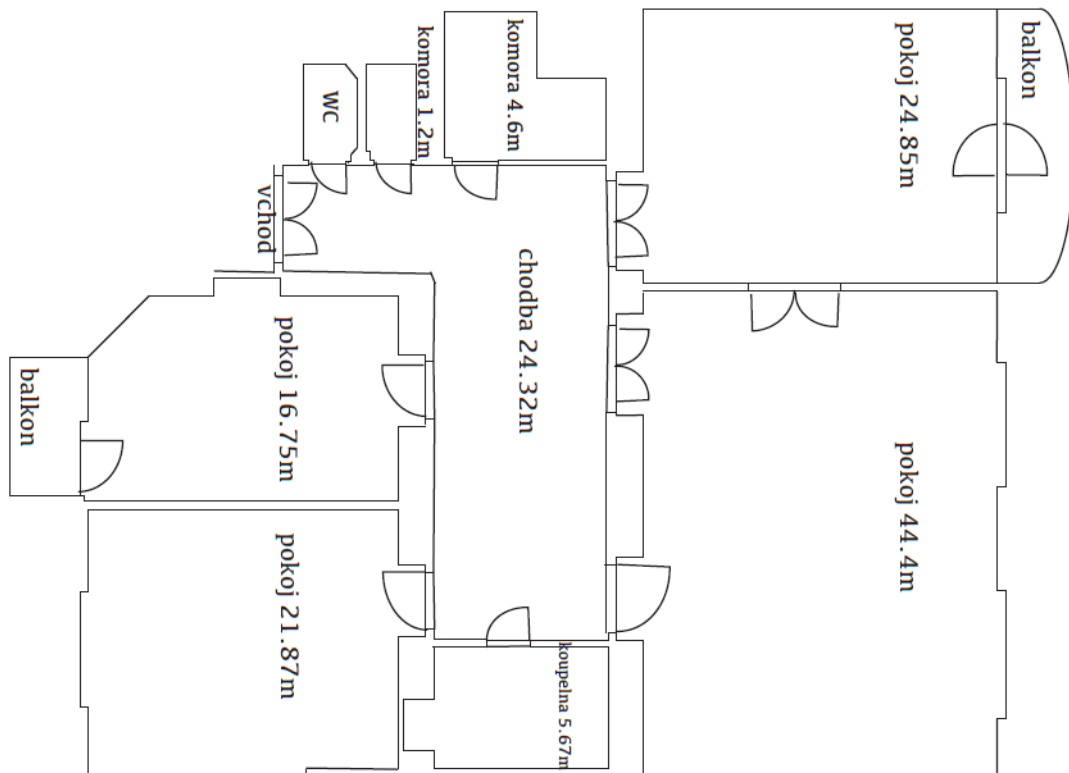 balkon
pokoj 24.85m
komora 4.6m
komora 1.2m
WC
vchod
chodba 24.32m
pokoj 16.75m
balkon
pokoj 44.4m
pokoj 21.87m
koupelna 5.67m